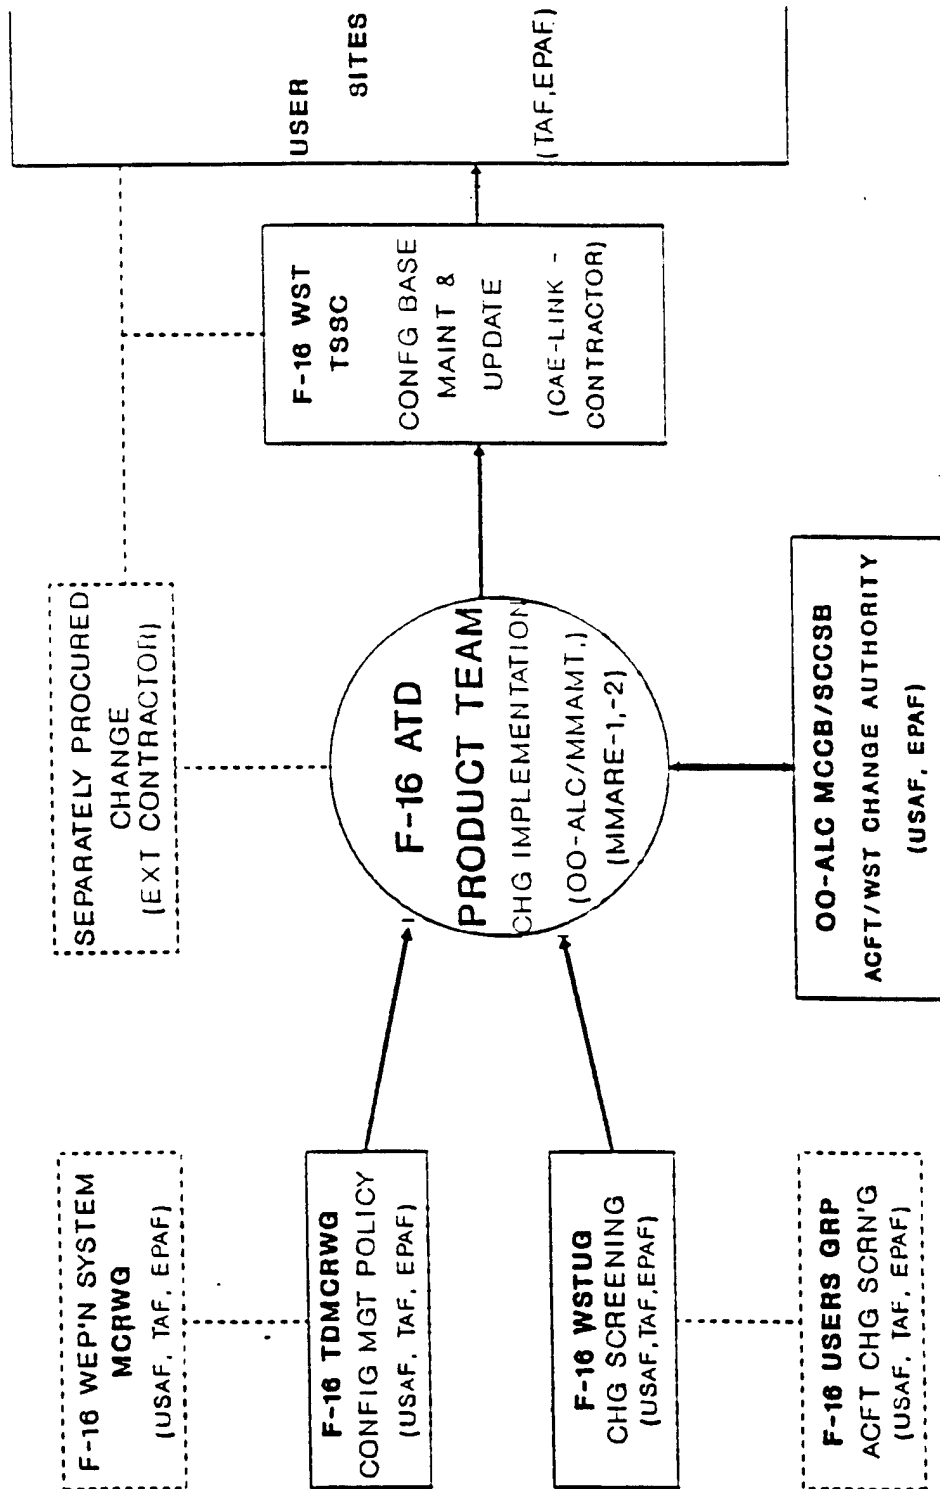 F-16 WEP'N SYSTEM
MCRWG
(USAF, TAF, EPAF)
F-16 TDMCRWG
CONFIG MGT POLICY
(USAF, TAF, EPAF)
F-16 WSTUG
CHG SCREENING
(USAF,TAF,EPAF)
F-16 USERS GRP
ACFT CHG SCRN'G
(USAF, TAF, EPAF)
SEPARATELY PROCURED
CHANGE
(EXT CONTRACTOR)
F-16 ATD
PRODUCT TEAM
CHG IMPLEMENTATION
(OO-ALC/MMAMT,)
(MMARE-1,-2)
OO-ALC MCCB/SCCSB
ACFT/WST CHANGE AUTHORITY
(USAF, EPAF)
F-16 WST
TSSC
CONFG BASE
MAINT &
UPDATE
(CAE-LINK -
CONTRACTOR)
USER
SITES
(TAF,EPAF)